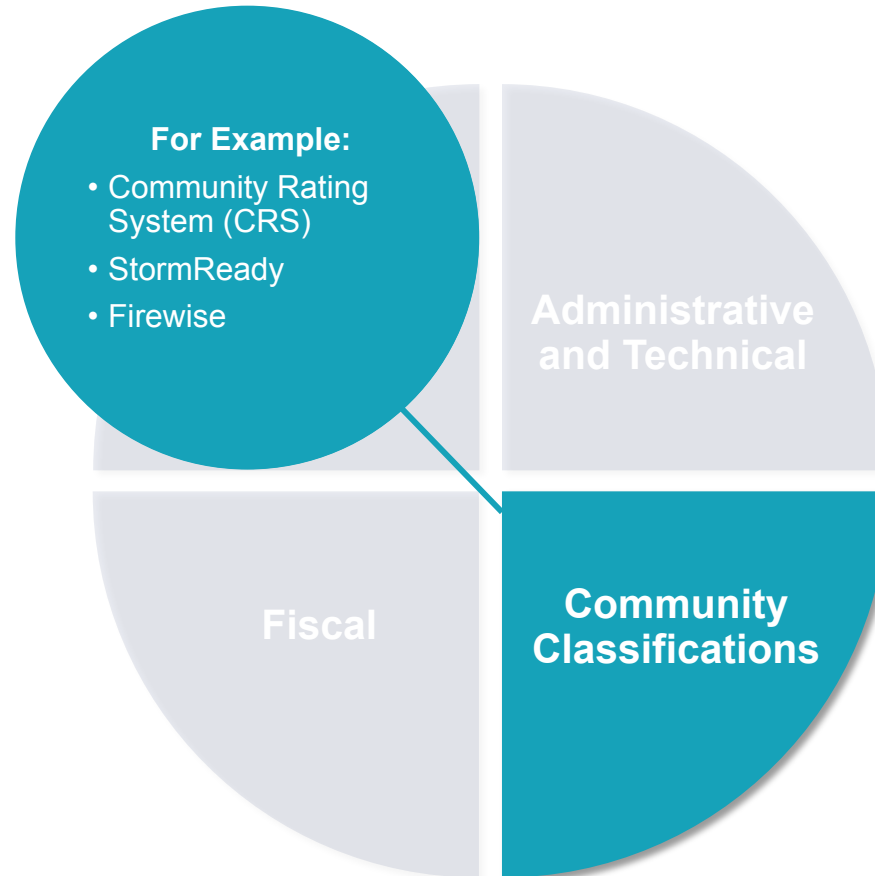 For Example:
• Community Rating
System (CRS)
• StormReady
• Firewise
Administrative
and Technical
Fiscal
Community
Classifications